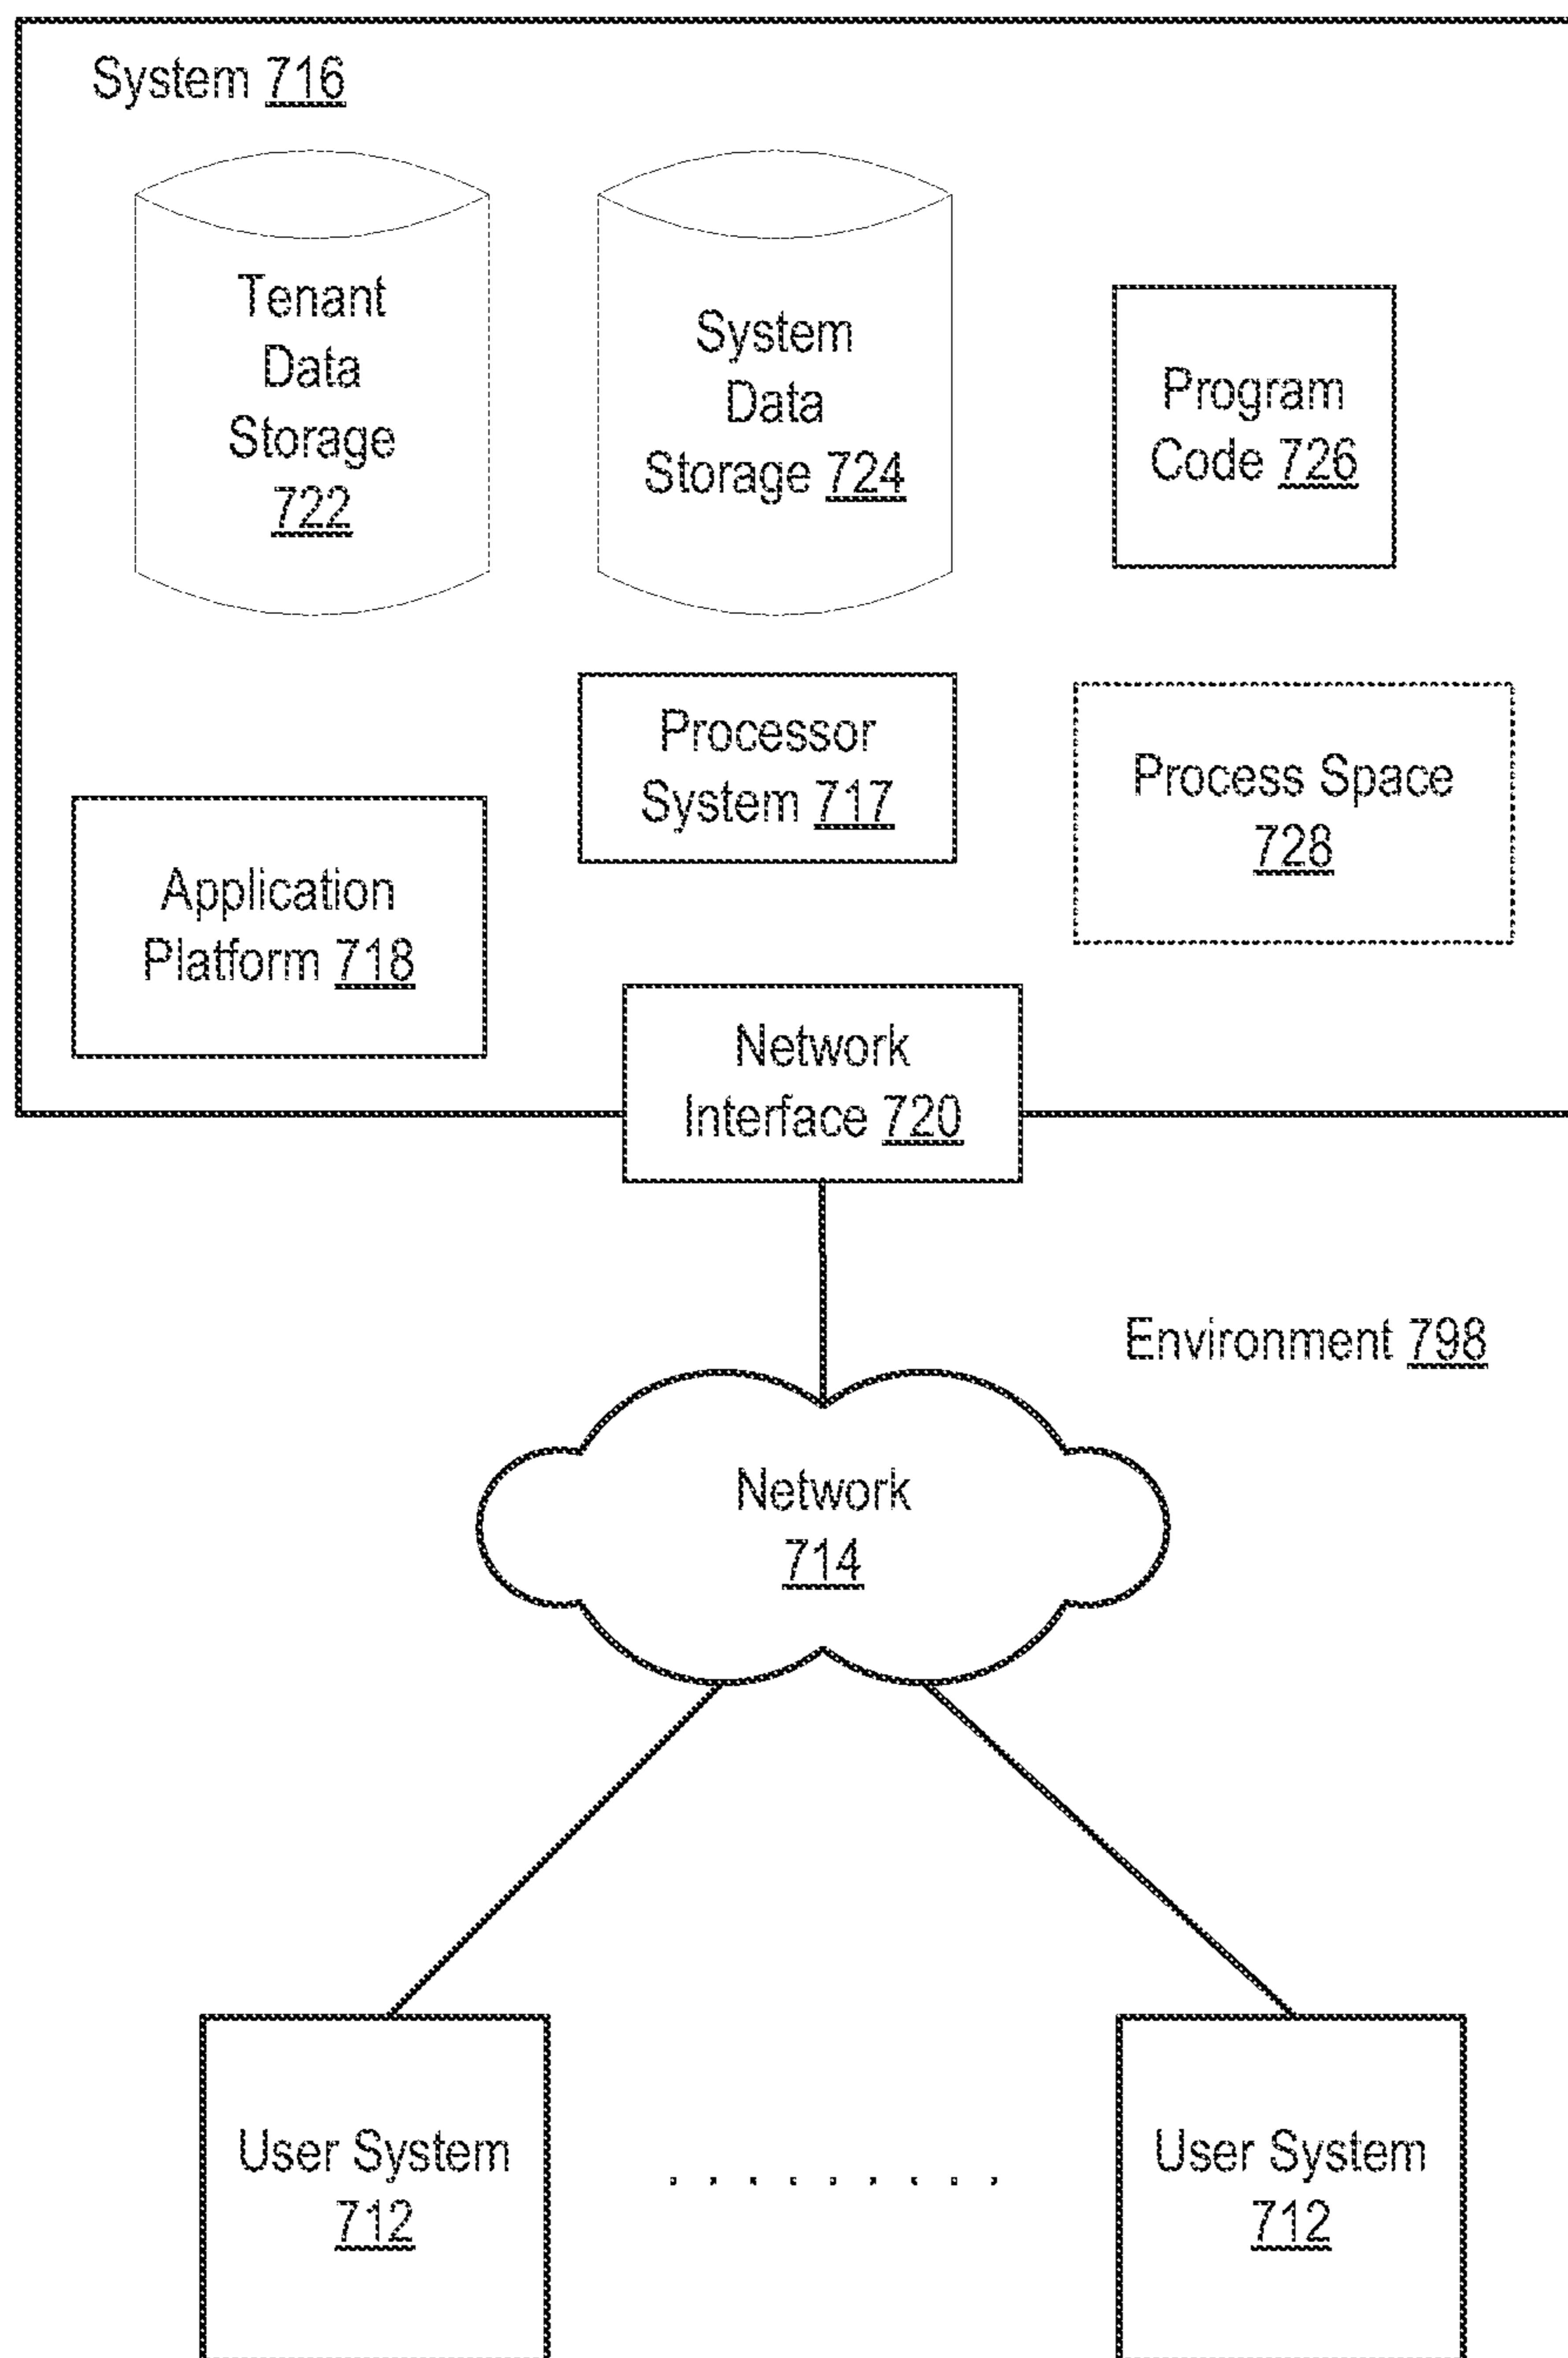 System 716
Tenant
Data
Storage
722
System
Data
Storage 724
Program
Code 726
Processor
System 717
Process Space
728
Application
Platform 718
Network
Interface 720
Environment 798
Network
714
User System
712
. . . . . . . . .
User System
712